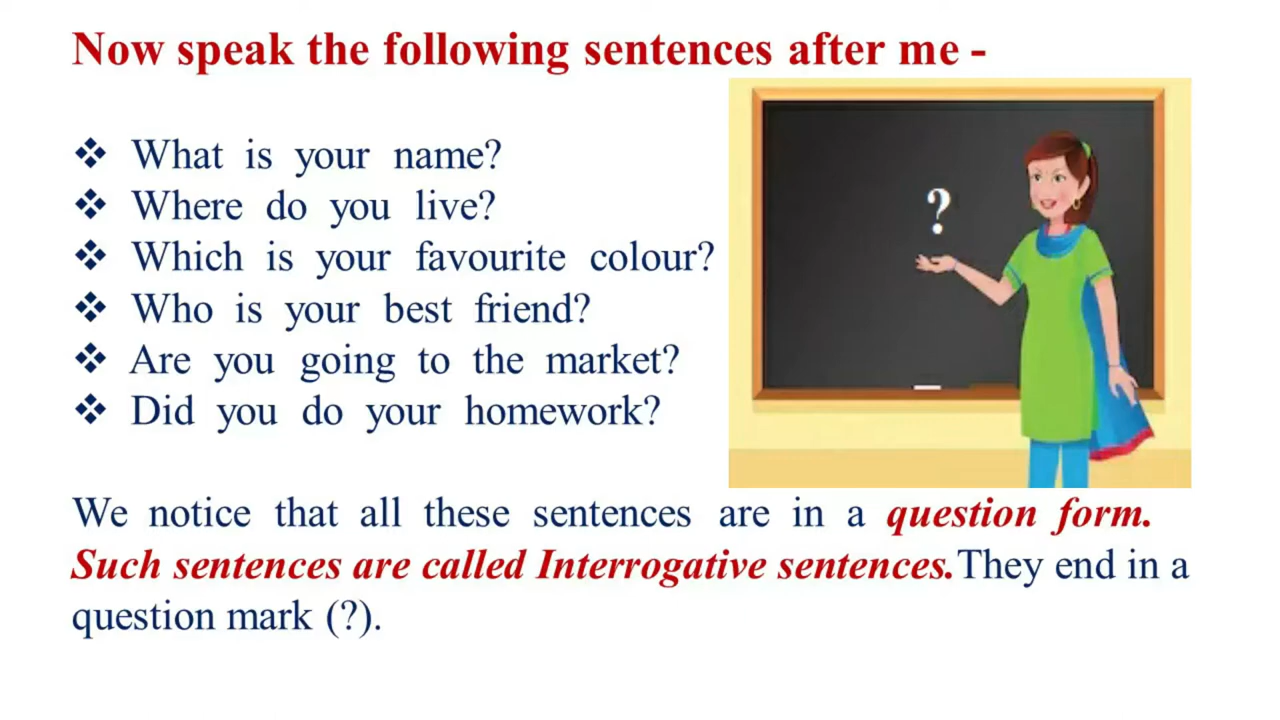 Now speak the following sentences after me -
❖ What is your name?
❖ Where do you live?
❖ Which is your favourite colour?
❖ Who is your best friend?
❖ Are you going to the market?
❖ Did you do your homework?
?
We notice that all these sentences are in a question form.
Such sentences are called Interrogative sentences.They end in a
question mark (?).